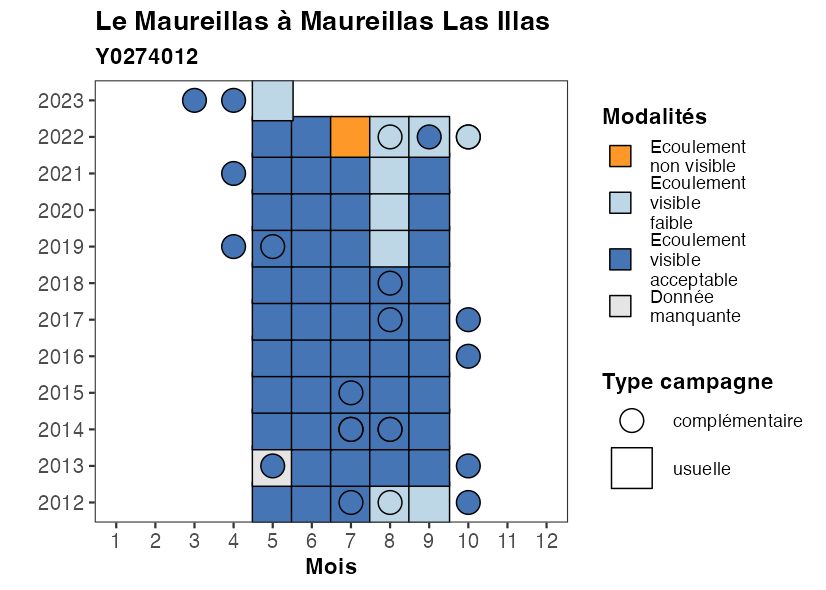 Le Maureillas à Maureillas Las Illas
Y0274012
2023
2022
2021
2020
2019
2018
2017
2016
2015
2014
2013
2012
1 2 3 4 5 6 7 8 9 10 11 12
Mois
Modalités
Ecoulement
non visible
Ecoulement
visible
faible
Ecoulement
visible
acceptable
Donnée
manquante
Type campagne
complémentaire
usuelle